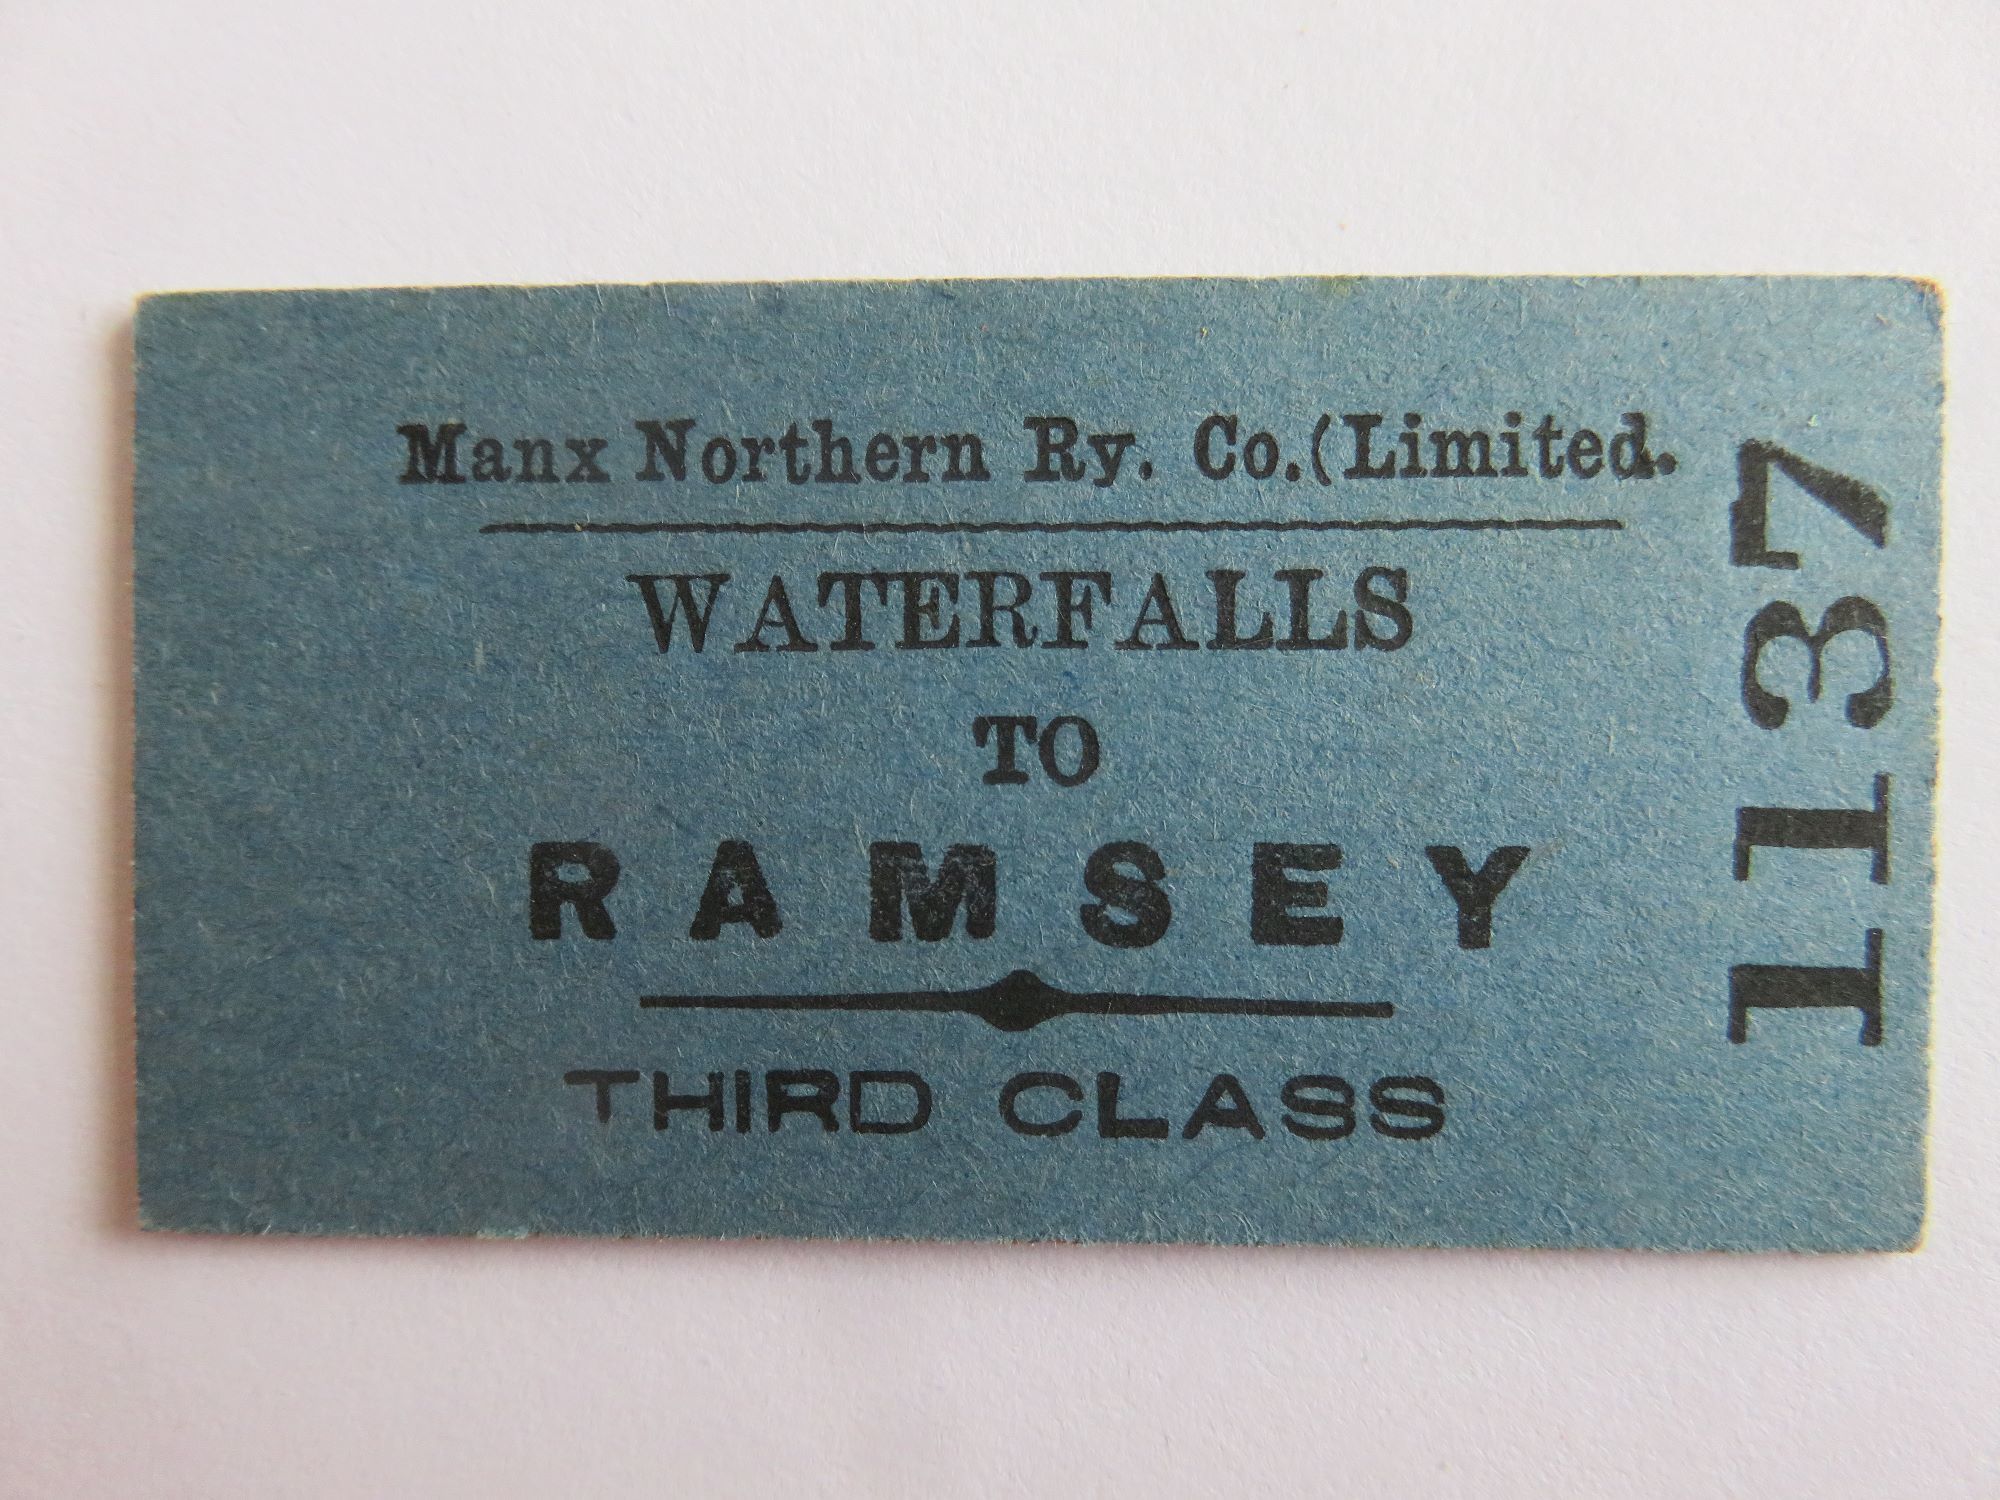 Manx Northern Ry. Co.(Limited.
WATERFALLS
TO
RAMSEY
THIRD CLASS
1137